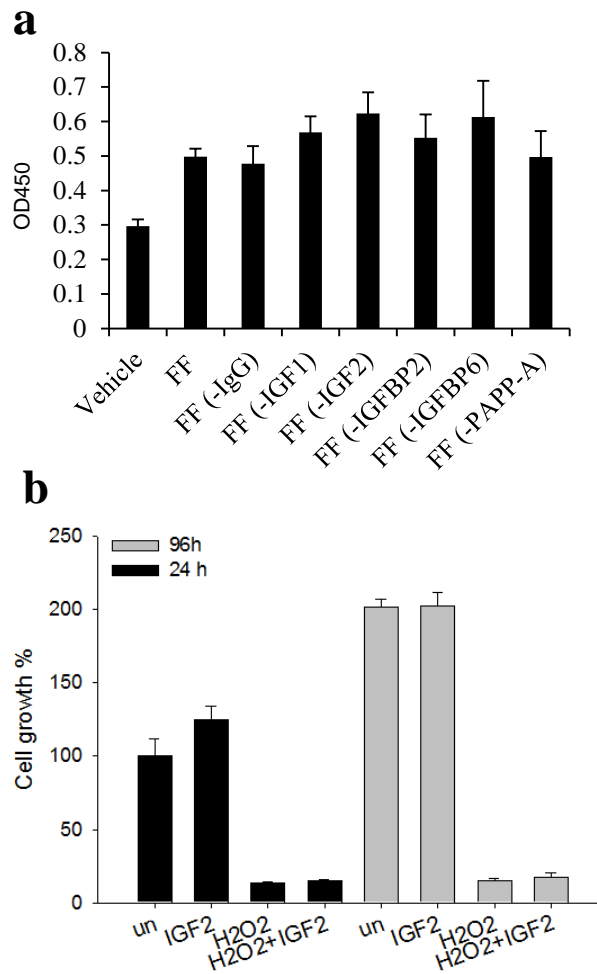 a
0.8
0.7
0.6
0.5
0.4
0.3
0.2
0.1
0
OD450
Vehicle
FF
FF (-IgG)
FF (-IGF1)
FF (-IGF2)
FF (-IGFBP2)
FF (-IGFBP6)
FF (-PAPP-A)
b
250
200
150
100
50
0
Cell growth %
96h
24 h
un
IGF2
H2O2
H2O2+IGF2
un
IGF2
H2O2
H2O2+IGF2